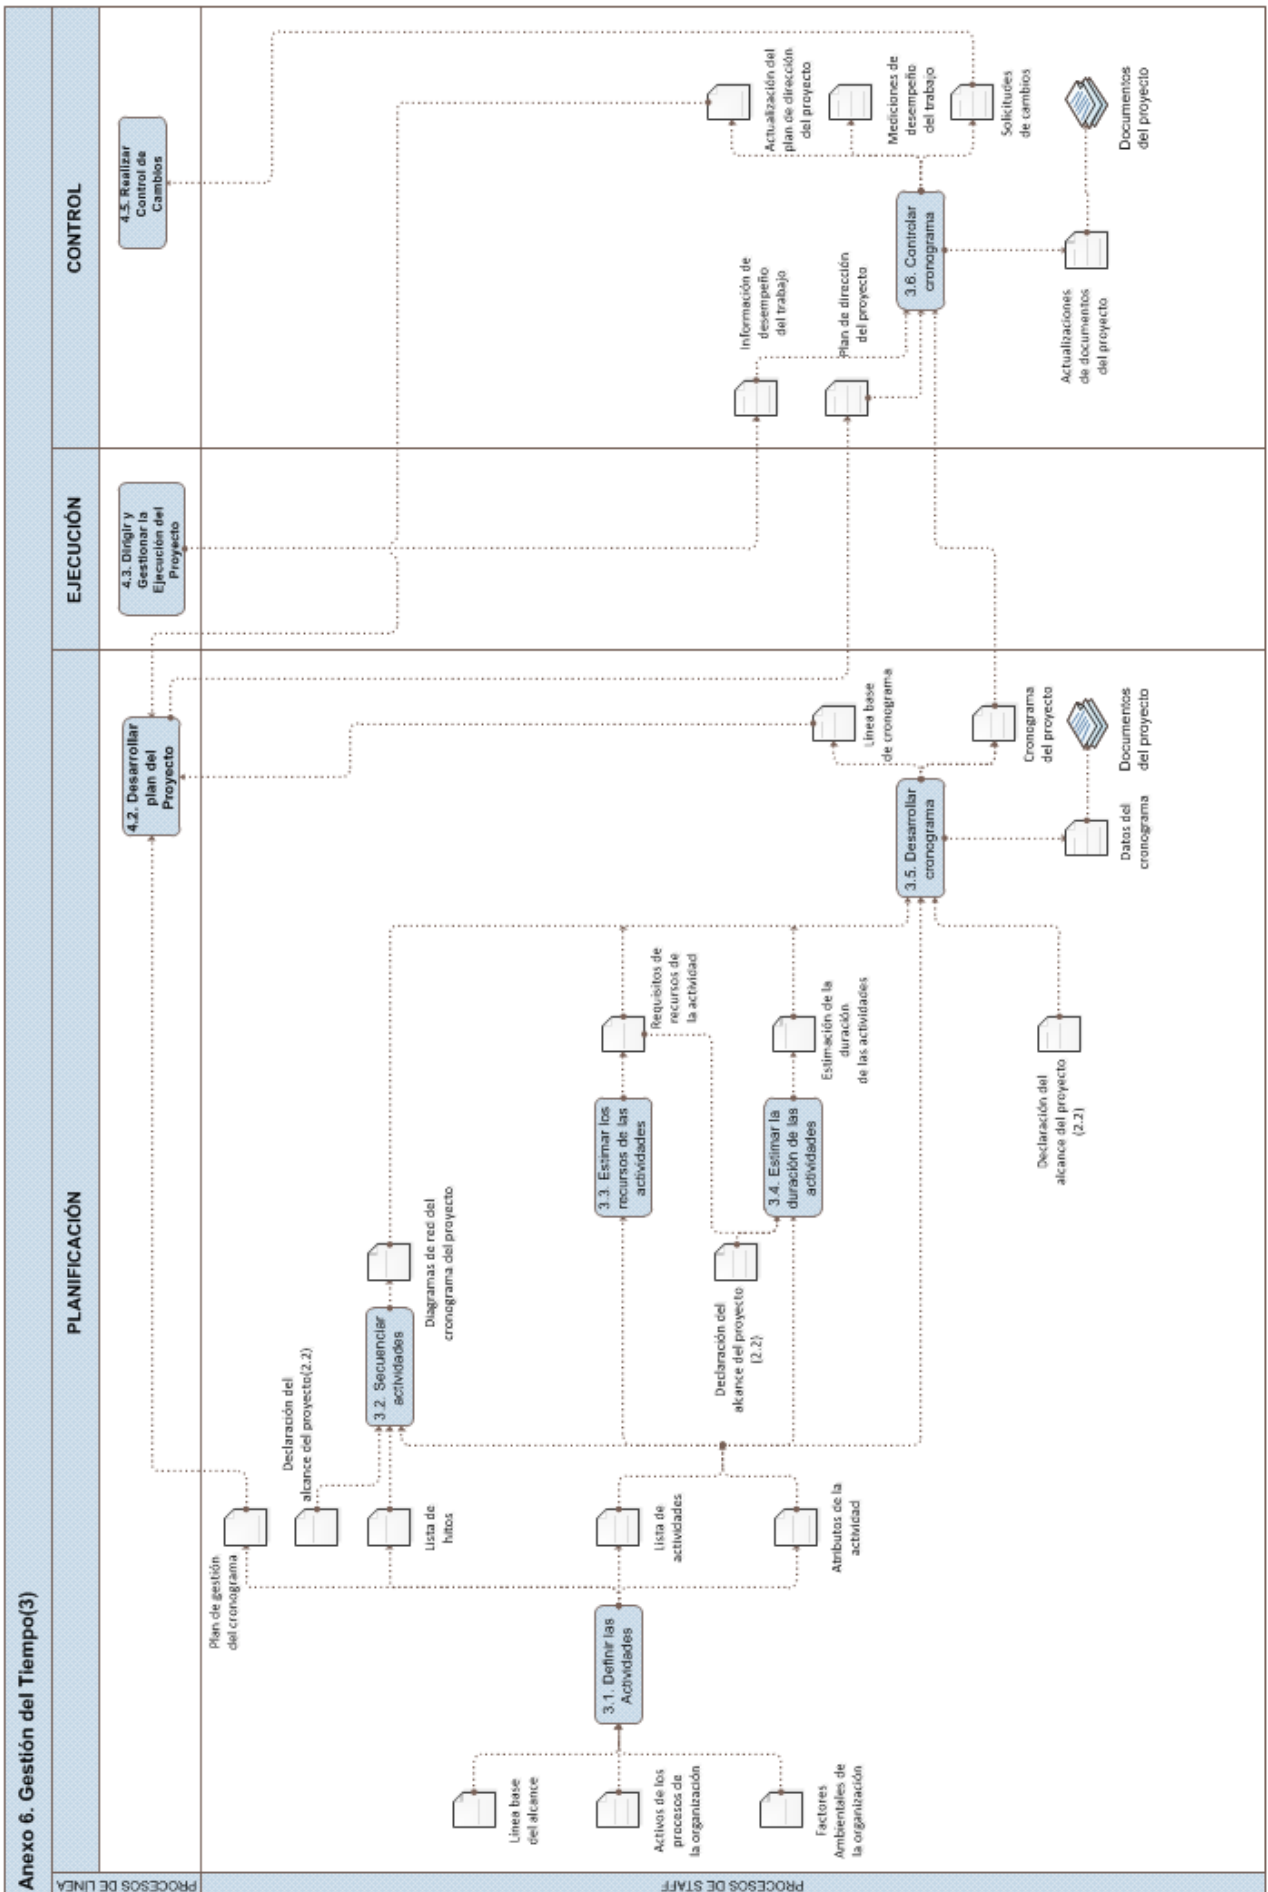 Anexo 6. Gestión del Tiempo(3)
PLANIFICACIÓN
EJECUCIÓN
CONTROL
PROCESOS DE LINEA
PROCESOS DE STAFF
4.2. Desarrollar
plan del
Proyecto
4.3. Dirigir y
Gestionar la
Ejecución del
Proyecto
4.5. Realizar
Control de
Cambios
Plan de gestión
del cronograma
Declaración del
alcance del proyecto(2.2)
Lista de
hitos
3.2. Secuenciar
actividades
Diagramas de red del
cronograma del proyecto
Línea base
del alcance
Activos de los
procesos de
la organización
Factores
Ambientales de
la organización
3.1. Definir las
Actividades
Lista de
actividades
Atributos de la
actividad
3.3. Estimar los
recursos de las
actividades
Requisitos de
recursos de
la actividad
Declaración del
alcance del proyecto
(2.2)
3.4. Estimar la
duración de las
actividades
Estimación de la
duración
de las actividades
Declaración del
alcance del proyecto
(2.2)
3.5. Desarrollar
cronograma
Línea base
de cronograma
Cronograma
del proyecto
Datos del
cronograma
Documentos
del proyecto
Información de
desempeño
del trabajo
Plan de dirección
del proyecto
3.6. Controlar
cronograma
Actualización del
plan de dirección
del proyecto
Mediciones de
desempeño
del trabajo
Solicitudes
de cambios
Actualizaciones
de documentos
del proyecto
Documentos
del proyecto